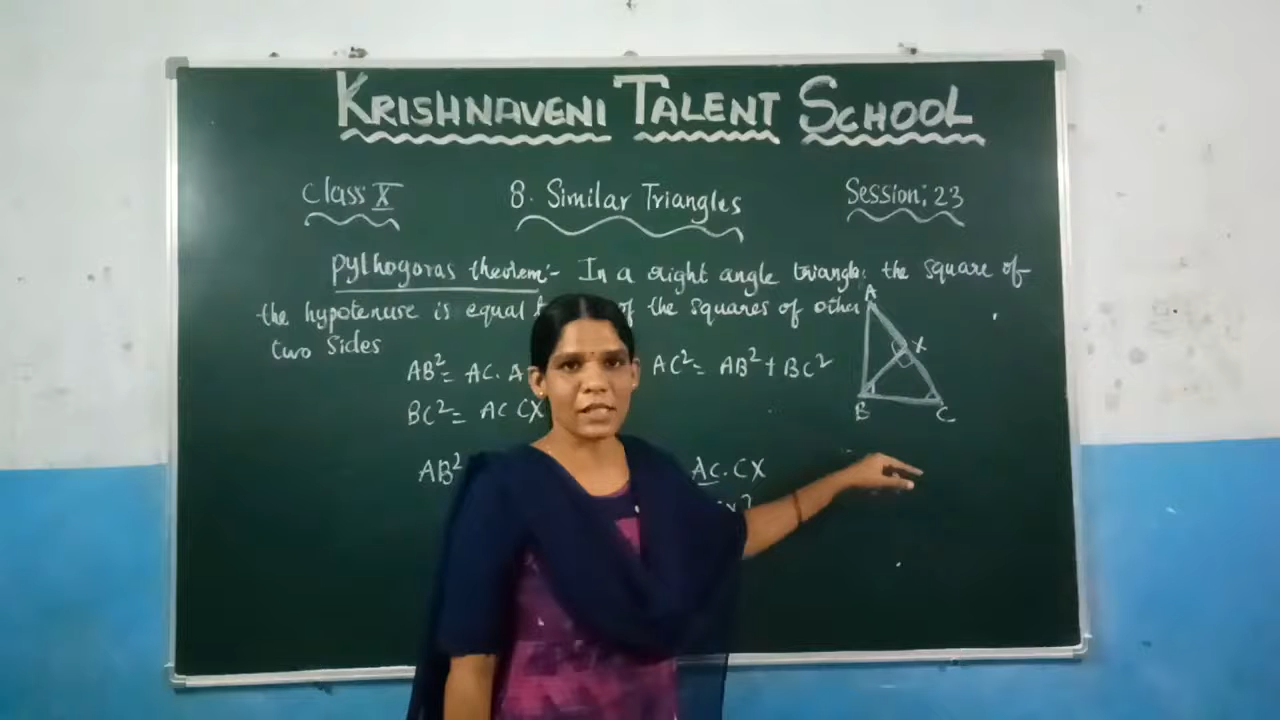 KRISHNAVENI TALENT SCHOOL
Class X
8. Similar Triangles
Session: 23
Pythogoras theorem:- In a right angle triangle the square of
the hypotenuse is equal of the squares of other
two sides
AB²= AC. A
AC²= AB²+BC²
BC²= AC CX
AB²
AC.CX
A
X
B
C